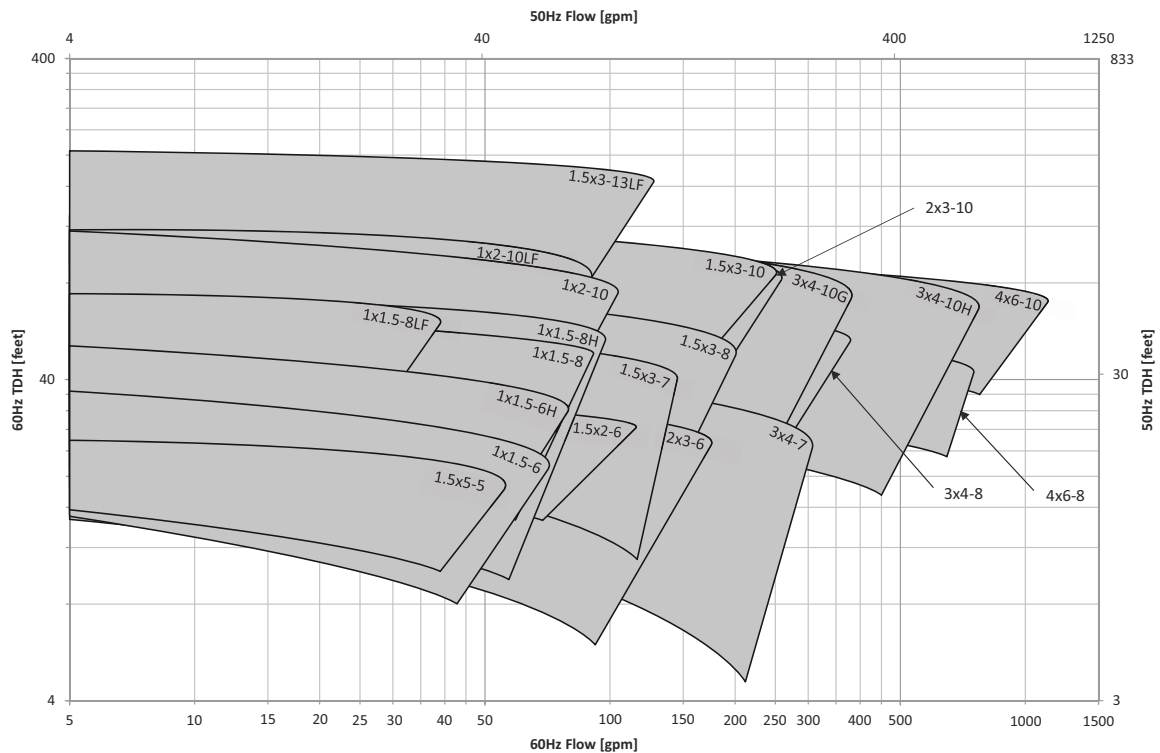 50Hz Flow [gpm]
4 40 400 1250
400 833
1.5x3-13LF
2x3-10
1x2-10LF
1.5x3-10
3x4-10G
1x2-10
3x4-10H
4x6-10
1x1.5-8LF
1x1.5-8H
1.5x3-8
1x1.5-8
1.5x3-7
40 30
60Hz TDH [feet]
50Hz TDH [feet]
1x1.5-6H
1.5x2-6
2x3-6
3x4-7
1x1.5-6
1.5x5-5
3x4-8
4x6-8
4 3
5 10 15 20 25 30 40 50 100 150 200 250 300 400 500 1000 1500
60Hz Flow [gpm]